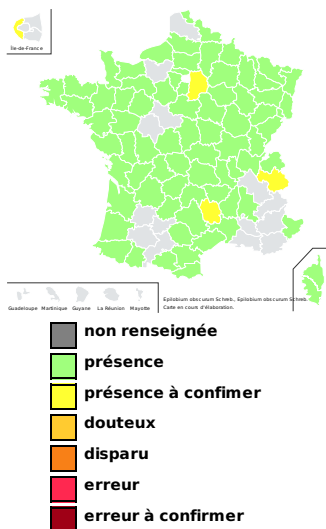 Île-de-France
Guadeloupe Martinique Guyane La Réunion Mayotte
Epilobium obscurum Schreb., Epilobium obscurum Schreb.
Carte en cours d'élaboration.
non renseignée
présence
présence à confimer
douteux
disparu
erreur
erreur à confirmer